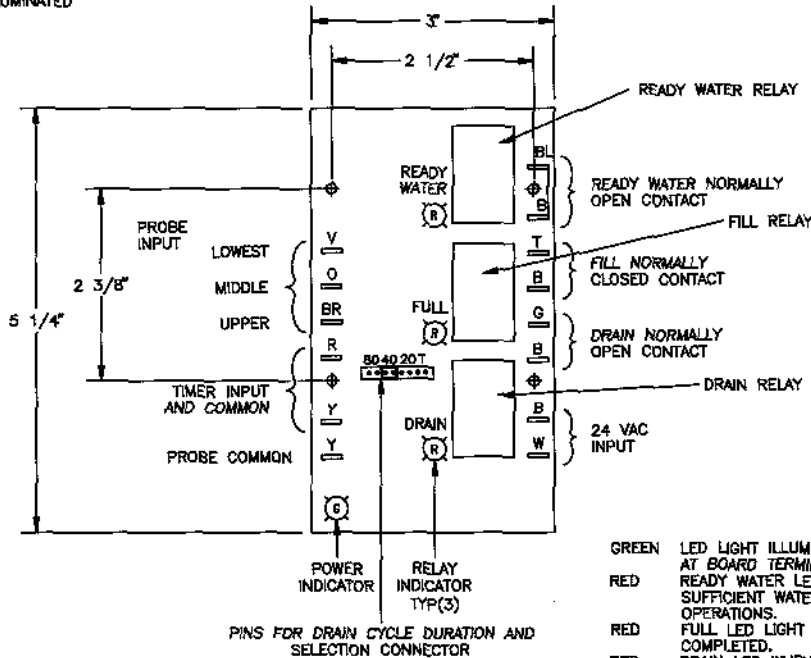 3"
2 1/2"
READY WATER RELAY
READY
WATER
R
BL
B
READY WATER NORMALLY
OPEN CONTACT
FILL RELAY
PROBE
INPUT
LOWEST
V
T
FILL NORMALLY
CLOSED CONTACT
2 3/8"
MIDDLE
O
B
5 1/4"
UPPER
BR
FULL
R
G
DRAIN NORMALLY
OPEN CONTACT
R
B
80 40 20 T
DRAIN RELAY
TIMER INPUT
AND COMMON
Y
DRAIN
R
B
24 VAC
INPUT
PROBE COMMON
Y
W
G
POWER
INDICATOR
RELAY
INDICATOR
TYP(3)
PINS FOR DRAIN CYCLE DURATION AND
SELECTION CONNECTOR
GREEN LED LIGHT
AT BOARD
RED READY WATER
SUFFICIENT
OPERATIONS.
RED FULL LED LIGHT
COMPLETED.